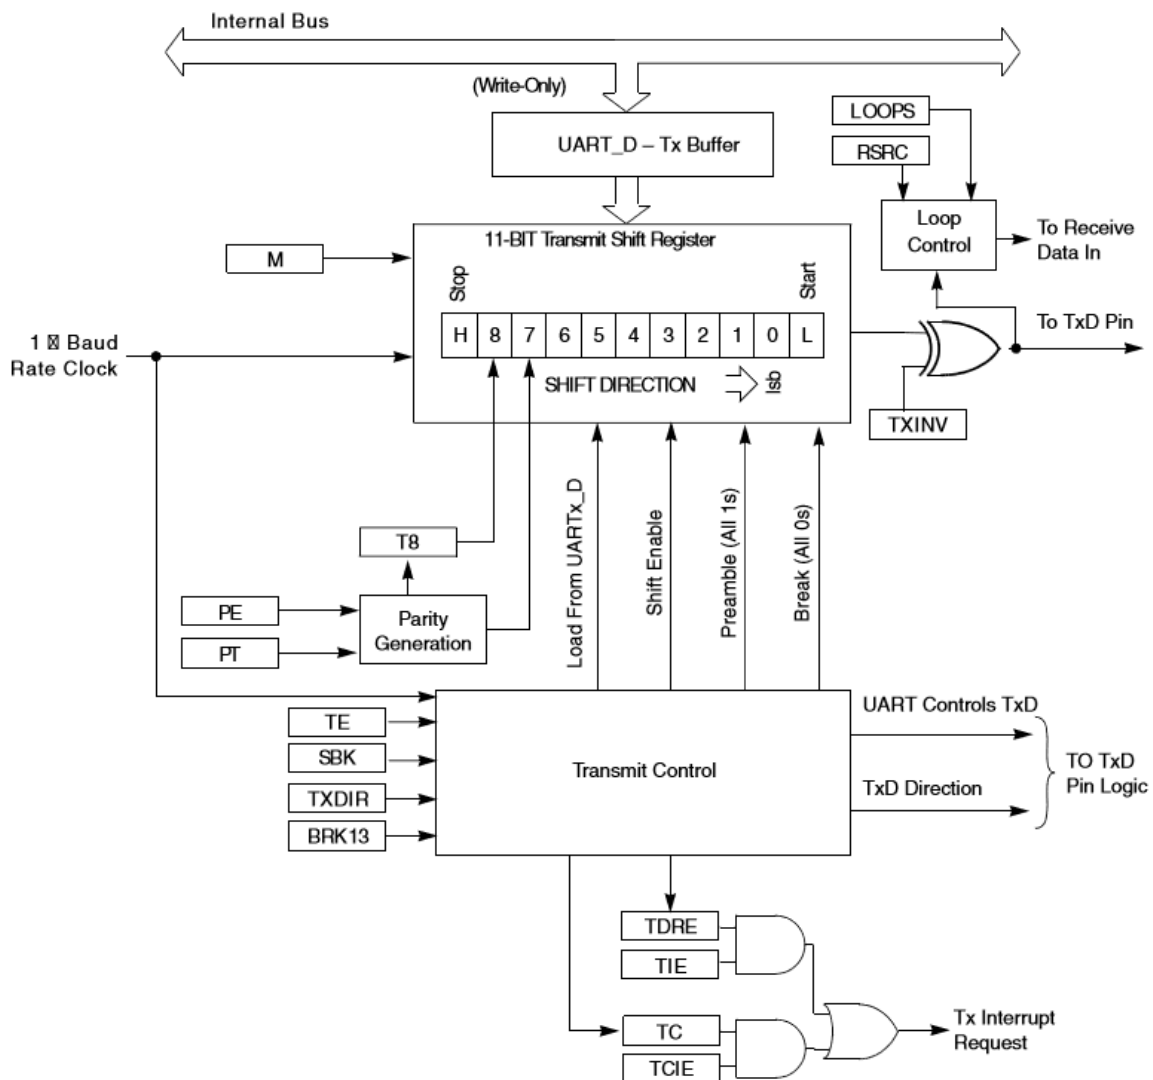 Internal Bus
(Write-Only)
UART_D – Tx Buffer
LOOPS
RSRC
Loop
Control
To Receive
Data In
M
11-BIT Transmit Shift Register
Stop
Start
H 8 7 6 5 4 3 2 1 0 L
SHIFT DIRECTION
lsb
1 Baud
Rate Clock
To TxD Pin
TXINV
T8
PE
PT
Parity
Generation
Load From UARTx_D
Shift Enable
Preamble (All 1s)
Break (All 0s)
TE
SBK
TXDIR
BRK13
Transmit Control
UART Controls TxD
TxD Direction
TO TxD
Pin Logic
TDRE
TIE
TC
TCIE
Tx Interrupt
Request